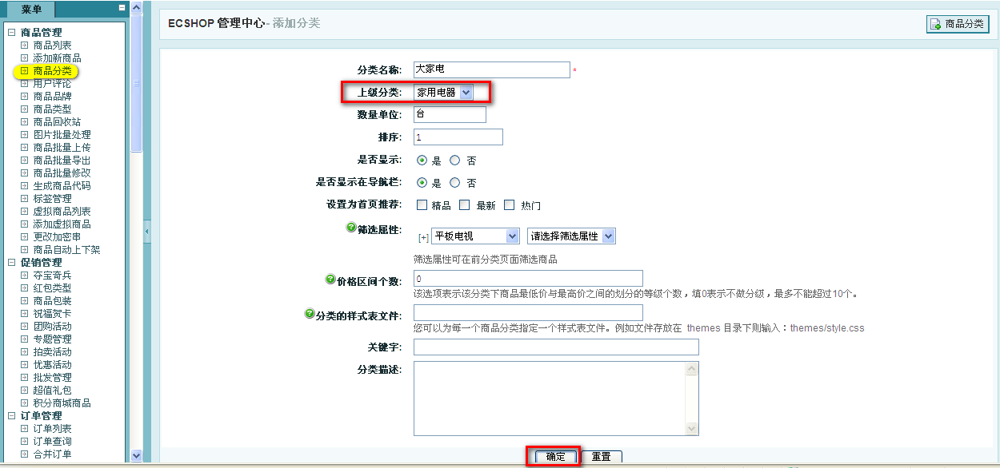 菜单
商品管理
商品列表
添加新商品
商品分类
用户评论
商品品牌
商品类型
商品回收站
图片批量处理
商品批量上传
商品批量导出
商品批量修改
生成商品代码
标签管理
虚拟商品列表
添加虚拟商品
更改加密串
商品自动上下架
促销管理
夺宝奇兵
红包类型
商品包装
祝福贺卡
团购活动
专题管理
拍卖活动
优惠活动
批发管理
超值礼包
积分商城商品
订单管理
订单列表
订单查询
合并订单
ECSHOP 管理中心 - 添加分类
商品分类
分类名称: 大家电 *
上级分类: 家用电器
数量单位: 台
排序: 1
是否显示: 是 否
是否显示在导航栏: 是 否
设置为首页推荐: 精品 最新 热门
筛选属性: [+] 平板电视 请选择筛选属性
筛选属性可在前分类页面筛选商品
价格区间个数: 0
该选项表示该分类下商品最低价与最高价之间的划分的等级个数，填0表示不做分级，最多不能超过10个。
分类的样式表文件:
您可以为每一个商品分类指定一个样式表文件。例如文件存放在 themes 目录下则输入：themes/style.css
关键字:
分类描述:
确定 重置